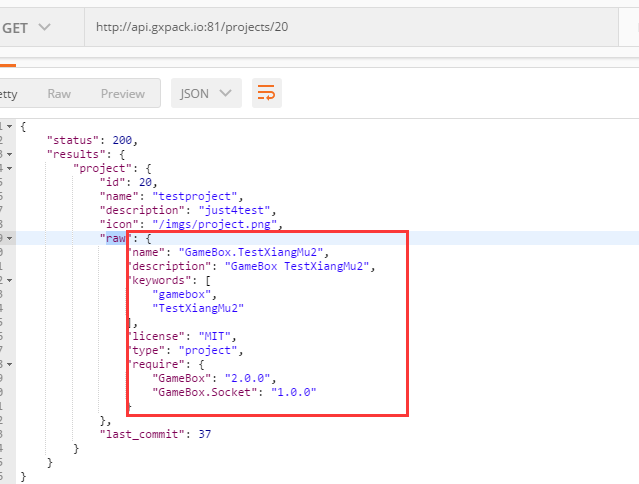 GET http://api.gxpack.io:81/projects/20
etty Raw Preview JSON
{
"status": 200,
"results": {
"project": {
"id": 20,
"name": "testproject",
"description": "just4test",
"icon": "/imgs/project.png",
"raw": {
"name": "GameBox.TestXiangMu2",
"description": "GameBox TestXiangMu2",
"keywords": [
"gamebox",
"TestXiangMu2"
],
"license": "MIT",
"type": "project",
"require": {
"GameBox": "2.0.0",
"GameBox.Socket": "1.0.0"
}
},
"last_commit": 37
}
}
}